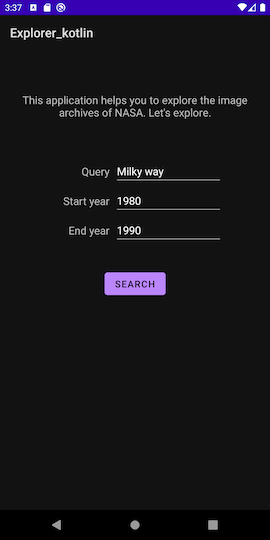 3:37
Explorer_kotlin
This application helps you to explore the image
archives of NASA. Let's explore.
Query Milky way
Start year 1980
End year 1990
SEARCH